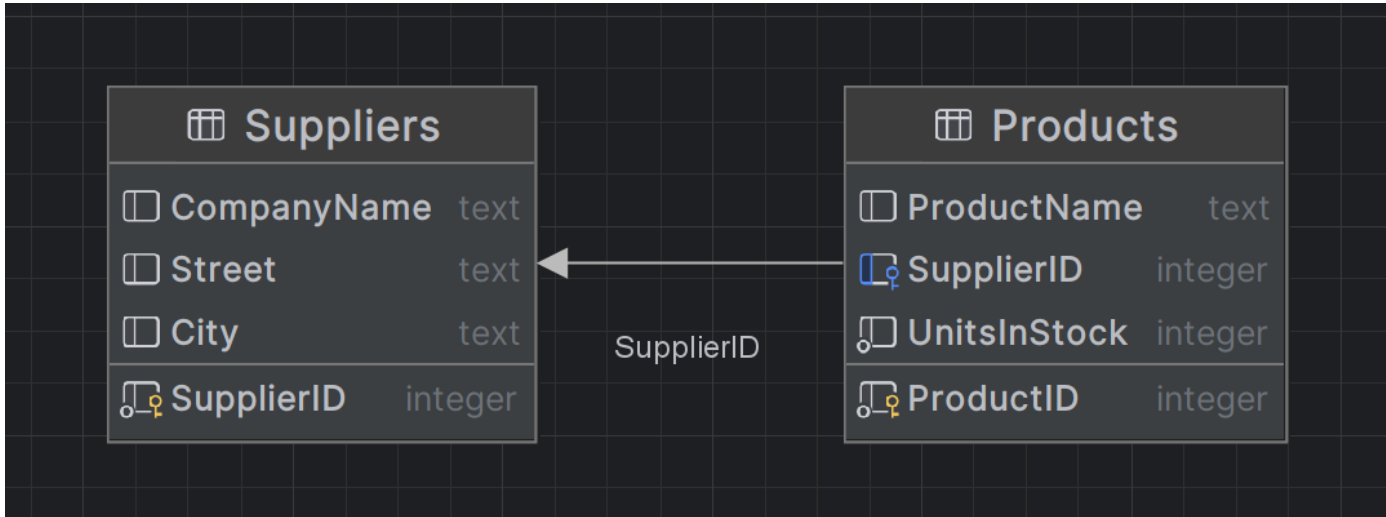 Suppliers
CompanyName text
Street text
City text
SupplierID integer
SupplierID
Products
ProductName text
SupplierID integer
UnitsInStock integer
ProductID integer